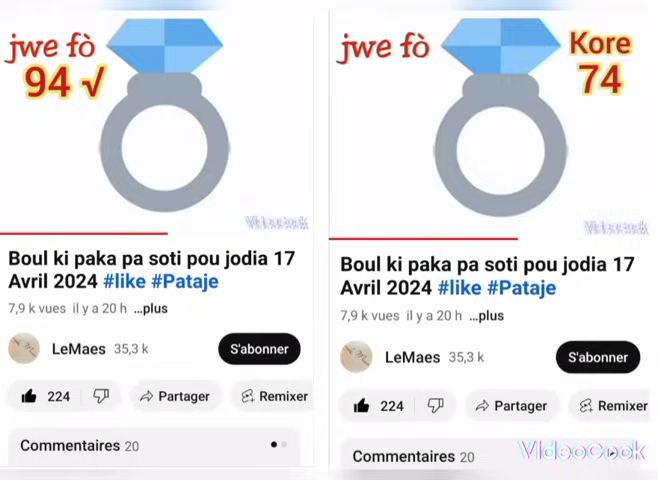 jwe fò
94 √
VideoCook
Boul ki paka pa soti pou jodia 17
Avril 2024 #like #Pataje
7,9 k vues il y a 20 h ...plus
LeMaes 35,3 k
S'abonner
224
Partager
Remixer
Commentaires 20
jwe fò
Kore
74
VideoCook
Boul ki paka pa soti pou jodia 17
Avril 2024 #like #Pataje
7,9 k vues il y a 20 h ...plus
LeMaes 35,3 k
S'abonner
224
Partager
Remixer
Commentaires 20
VideoCook